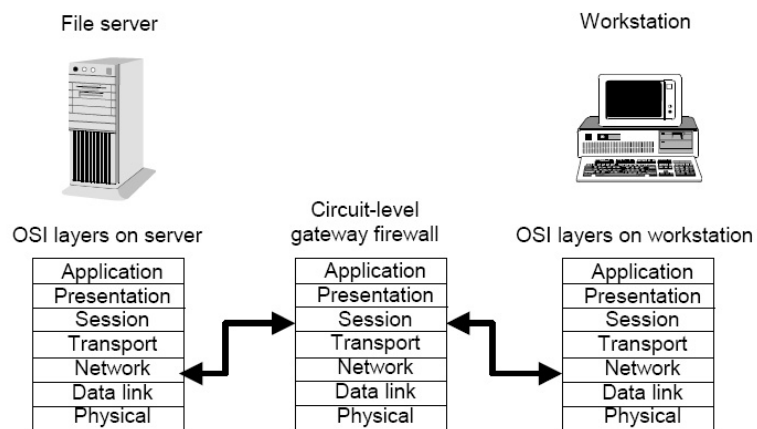 File server
Workstation
Circuit-level
gateway firewall
OSI layers on server
OSI layers on workstation
Application
Presentation
Session
Transport
Network
Data link
Physical
Application
Presentation
Session
Transport
Network
Data link
Physical
Application
Presentation
Session
Transport
Network
Data link
Physical